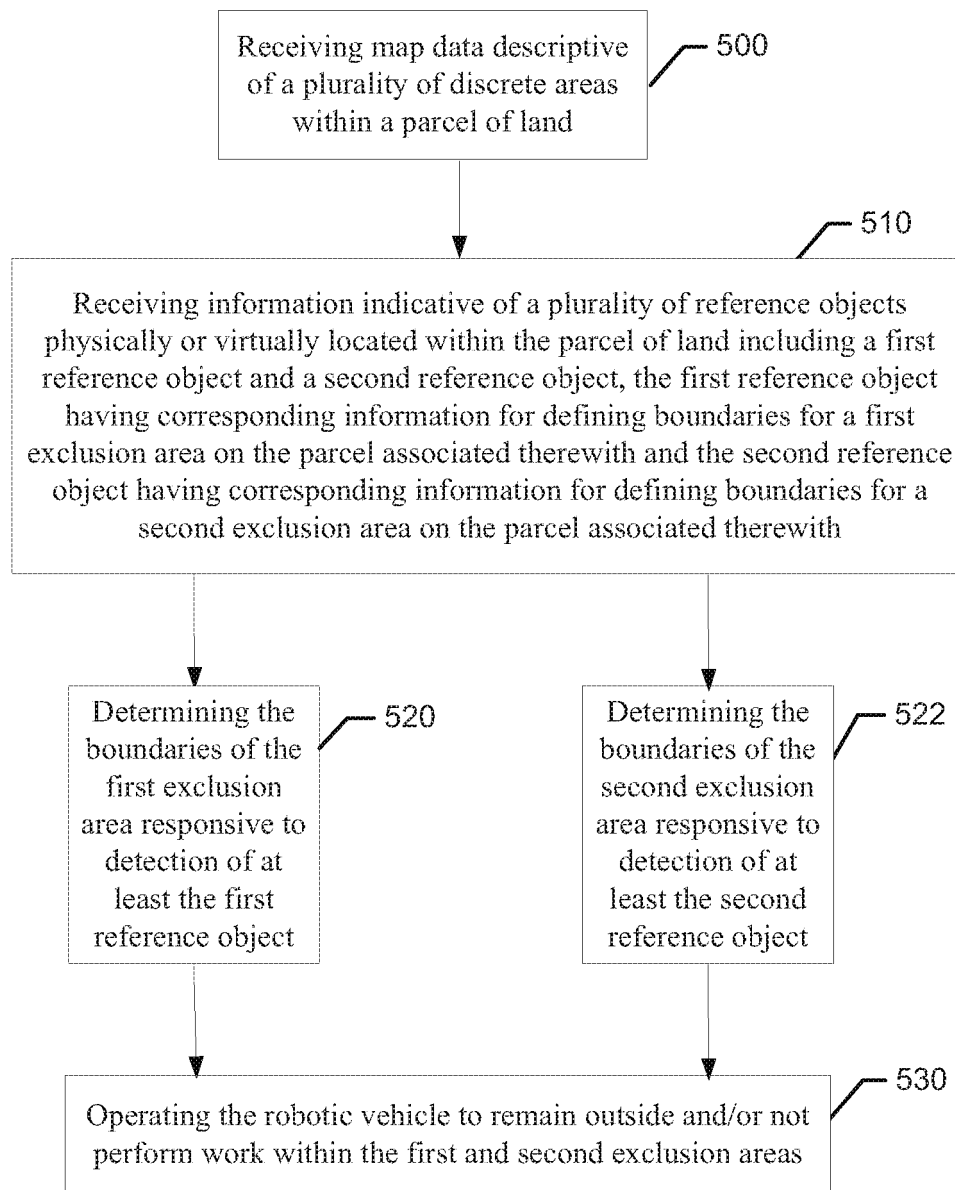 Receiving map data descriptive
of a plurality of discrete areas
within a parcel of land
500
510
Receiving information indicative of a plurality of reference objects
physically or virtually located within the parcel of land including a first
reference object and a second reference object, the first reference object
having corresponding information for defining boundaries for a first
exclusion area on the parcel associated therewith and the second reference
object having corresponding information for defining boundaries for a
second exclusion area on the parcel associated therewith
Determining the
boundaries of the
first exclusion
area responsive to
detection of at
least the first
reference object
520
Determining the
boundaries of the
second exclusion
area responsive to
detection of at
least the second
reference object
522
530
Operating the robotic vehicle to remain outside and/or not
perform work within the first and second exclusion areas